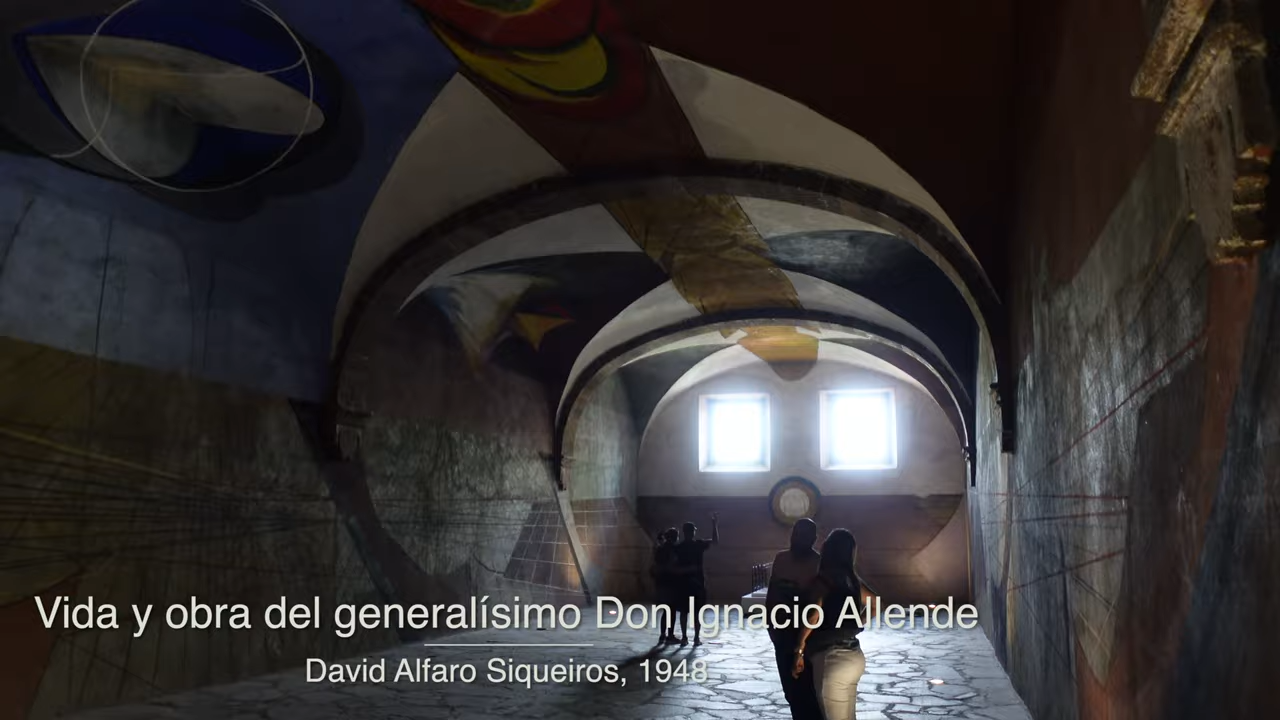 Vida y obra del generalísimo Don Ignacio Allende
David Alfaro Siqueiros, 1948